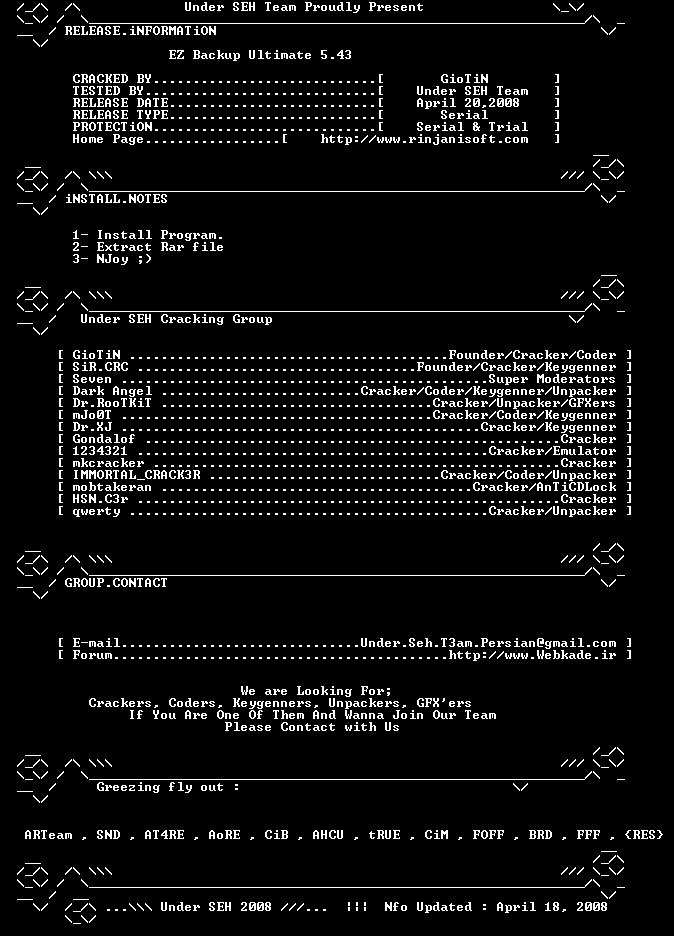 Under SEH Team Proudly Present
RELEASE.iNFORMATiON
EZ Backup Ultimate 5.43
CRACKED BY............................[ GioTiN ]
TESTED BY.............................[ Under SEH Team ]
RELEASE DATE..........................[ April 20,2008 ]
RELEASE TYPE..........................[ Serial ]
PROTECTiON............................[ Serial & Trial ]
Home Page.................[ http://www.rinjanisoft.com ]
iNSTALL.NOTES
1- Install Program.
2- Extract Rar file
3- NJoy ;)
Under SEH Cracking Group
[ GioTiN ........................................Founder/Cracker/Coder ]
[ SiR.CRC ...................................Founder/Cracker/Keygenner ]
[ Seven ..............................................Super Moderators ]
[ Dark Angel ..........................Cracker/Coder/Keygenner/Unpacker ]
[ Dr.RooTKiT ...............................Cracker/Unpacker/GFXers ]
[ mJo0T .......................................Cracker/Coder/Keygenner ]
[ Dr.XJ .............................................Cracker/Keygenner ]
[ Gondalof ....................................................Cracker ]
[ 1234321 ............................................Cracker/Emulator ]
[ mkcracker ...................................................Cracker ]
[ IMMORTAL_CRACK3R .............................Cracker/Coder/Unpacker ]
[ mobtakeran .......................................Cracker/AnTiCDLock ]
[ HSN.C3r .....................................................Cracker ]
[ qwerty .............................................Cracker/Unpacker ]
GROUP.CONTACT
[ E-mail..............................Under.Seh.T3am.Persian@gmail.com ]
[ Forum..........................................http://www.Webkade.ir ]
We are Looking For;
Crackers, Coders, Keygenners, Unpackers, GFX'ers
If You Are One Of Them And Wanna Join Our Team
Please Contact with Us
Greezing fly out :
ARTeam , SND , AT4RE , AoRE , CiB , AHCU , tRUE , CiM , FOFF , BRD , FFF , {RES}
...\\\ Under SEH 2008 ///... ¦¦¦ Nfo Updated : April 18, 2008